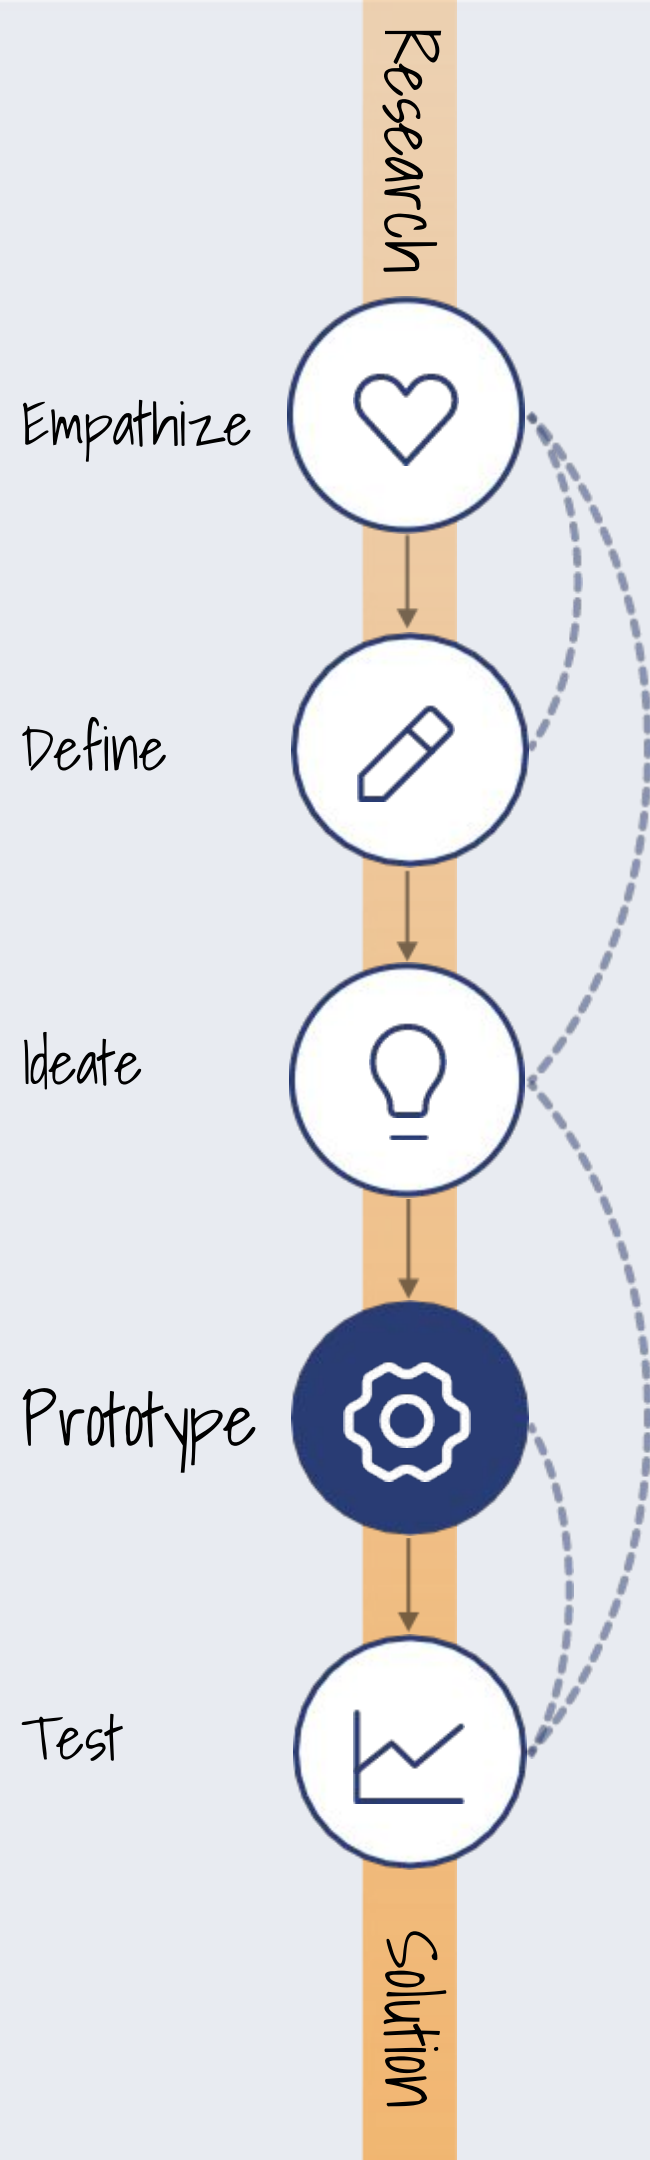 Research
Empathize
Define
Ideate
Prototype
Test
Solution